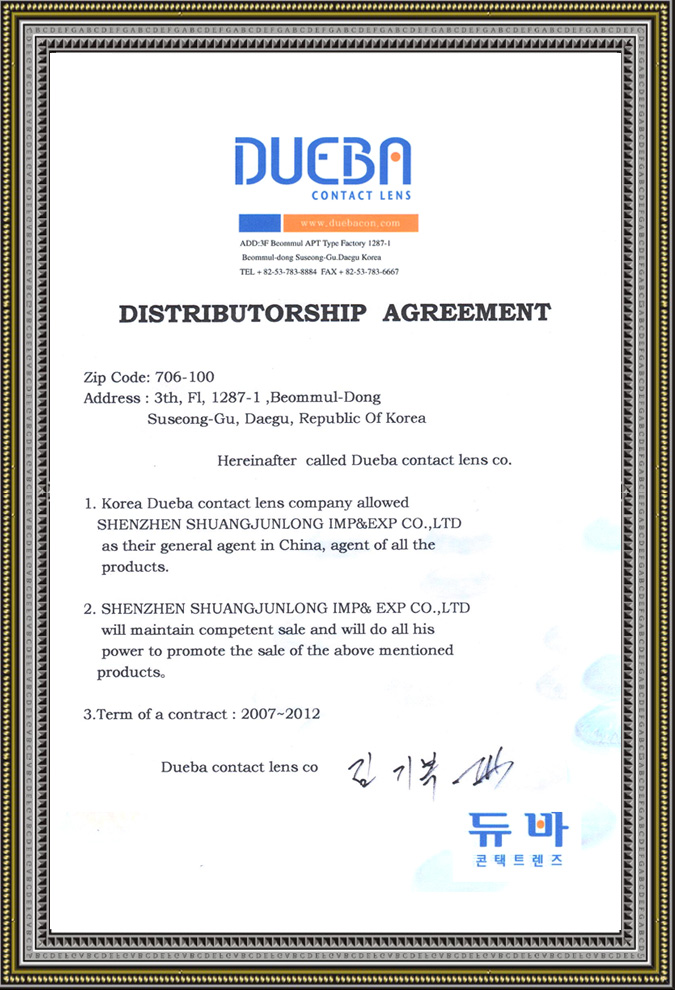 DUEBA
CONTACT LENS
www.duebacon.com
ADD:3F Beommul APT Type Factory 1287-1
Beommul-dong Suseong-Gu.Daegu Korea
TEL + 82-53-783-8884 FAX + 82-53-783-6667
DISTRIBUTORSHIP AGREEMENT
Zip Code: 706-100
Address : 3th, Fl, 1287-1 ,Beommul-Dong
Suseong-Gu, Daegu, Republic Of Korea
Hereinafter called Dueba contact lens co.
1. Korea Dueba contact lens company allowed
SHENZHEN SHUANGJUNLONG IMP&EXP CO.,LTD
as their general agent in China, agent of all the
products.
2. SHENZHEN SHUANGJUNLONG IMP& EXP CO.,LTD
will maintain competent sale and will do all his
power to promote the sale of the above mentioned
products。
3.Term of a contract : 2007~2012
Dueba contact lens co 김 기복
듀바
콘택트렌즈